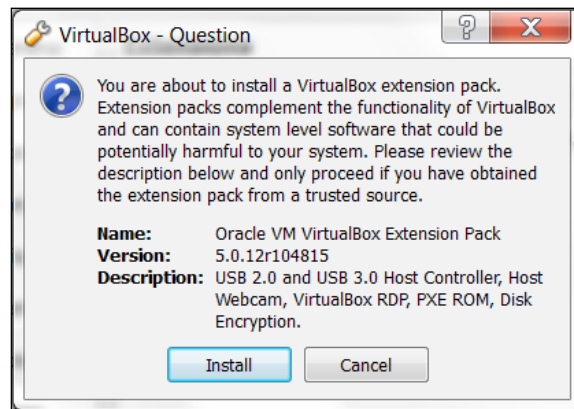 VirtualBox - Question
You are about to install a VirtualBox extension pack.
Extension packs complement the functionality of VirtualBox
and can contain system level software that could be
potentially harmful to your system. Please review the
description below and only proceed if you have obtained
the extension pack from a trusted source.
Name: Oracle VM VirtualBox Extension Pack
Version: 5.0.12r104815
Description: USB 2.0 and USB 3.0 Host Controller, Host
Webcam, VirtualBox RDP, PXE ROM, Disk
Encryption.
Install Cancel